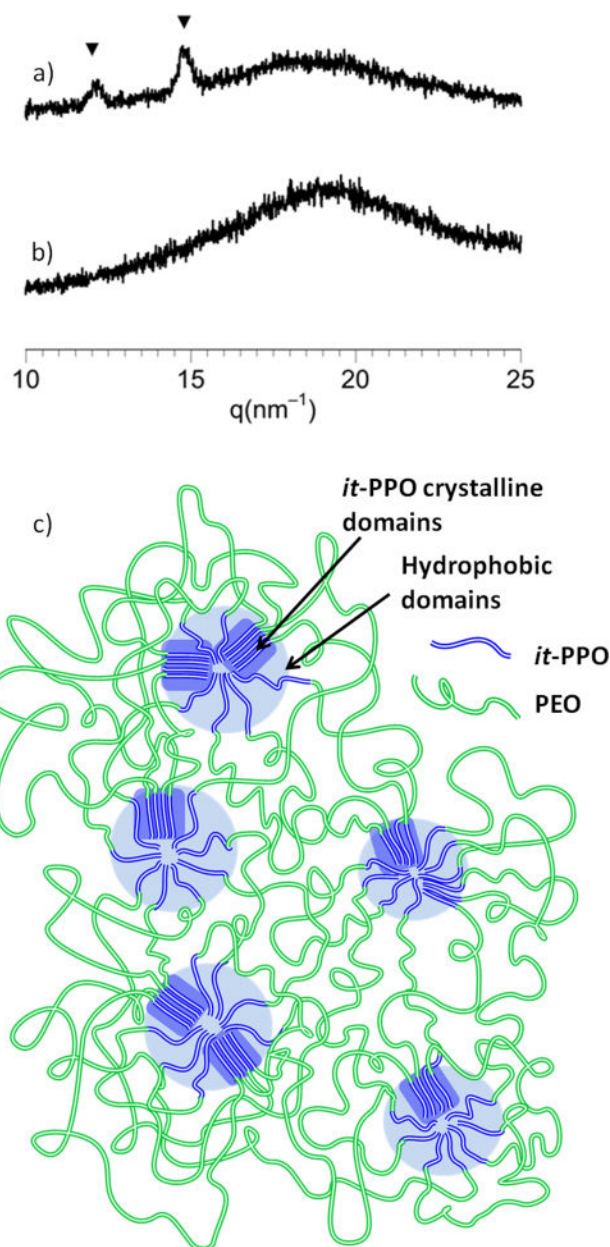 a)
b)
10 15 20 25
q(nm⁻¹)
c)
it-PPO crystalline
domains
Hydrophobic
domains
it-PPO
PEO